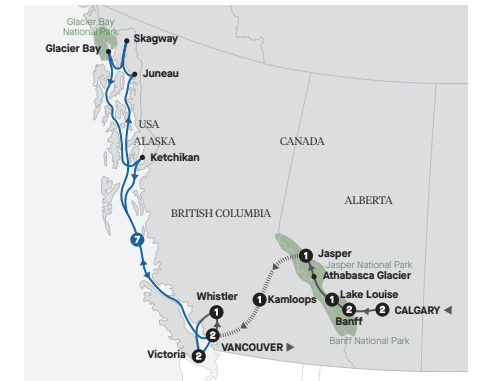 Glacier Bay
National Park
Glacier Bay
Skagway
Juneau
USA
ALASKA
Ketchikan
CANADA
ALBERTA
BRITISH COLUMBIA
7
1 Jasper
Jasper National Park
Athabasca Glacier
Whistler
1
1 Kamloops
1 Lake Louise
2
Banff
2 CALGARY
Banff National Park
2
VANCOUVER
Victoria 2